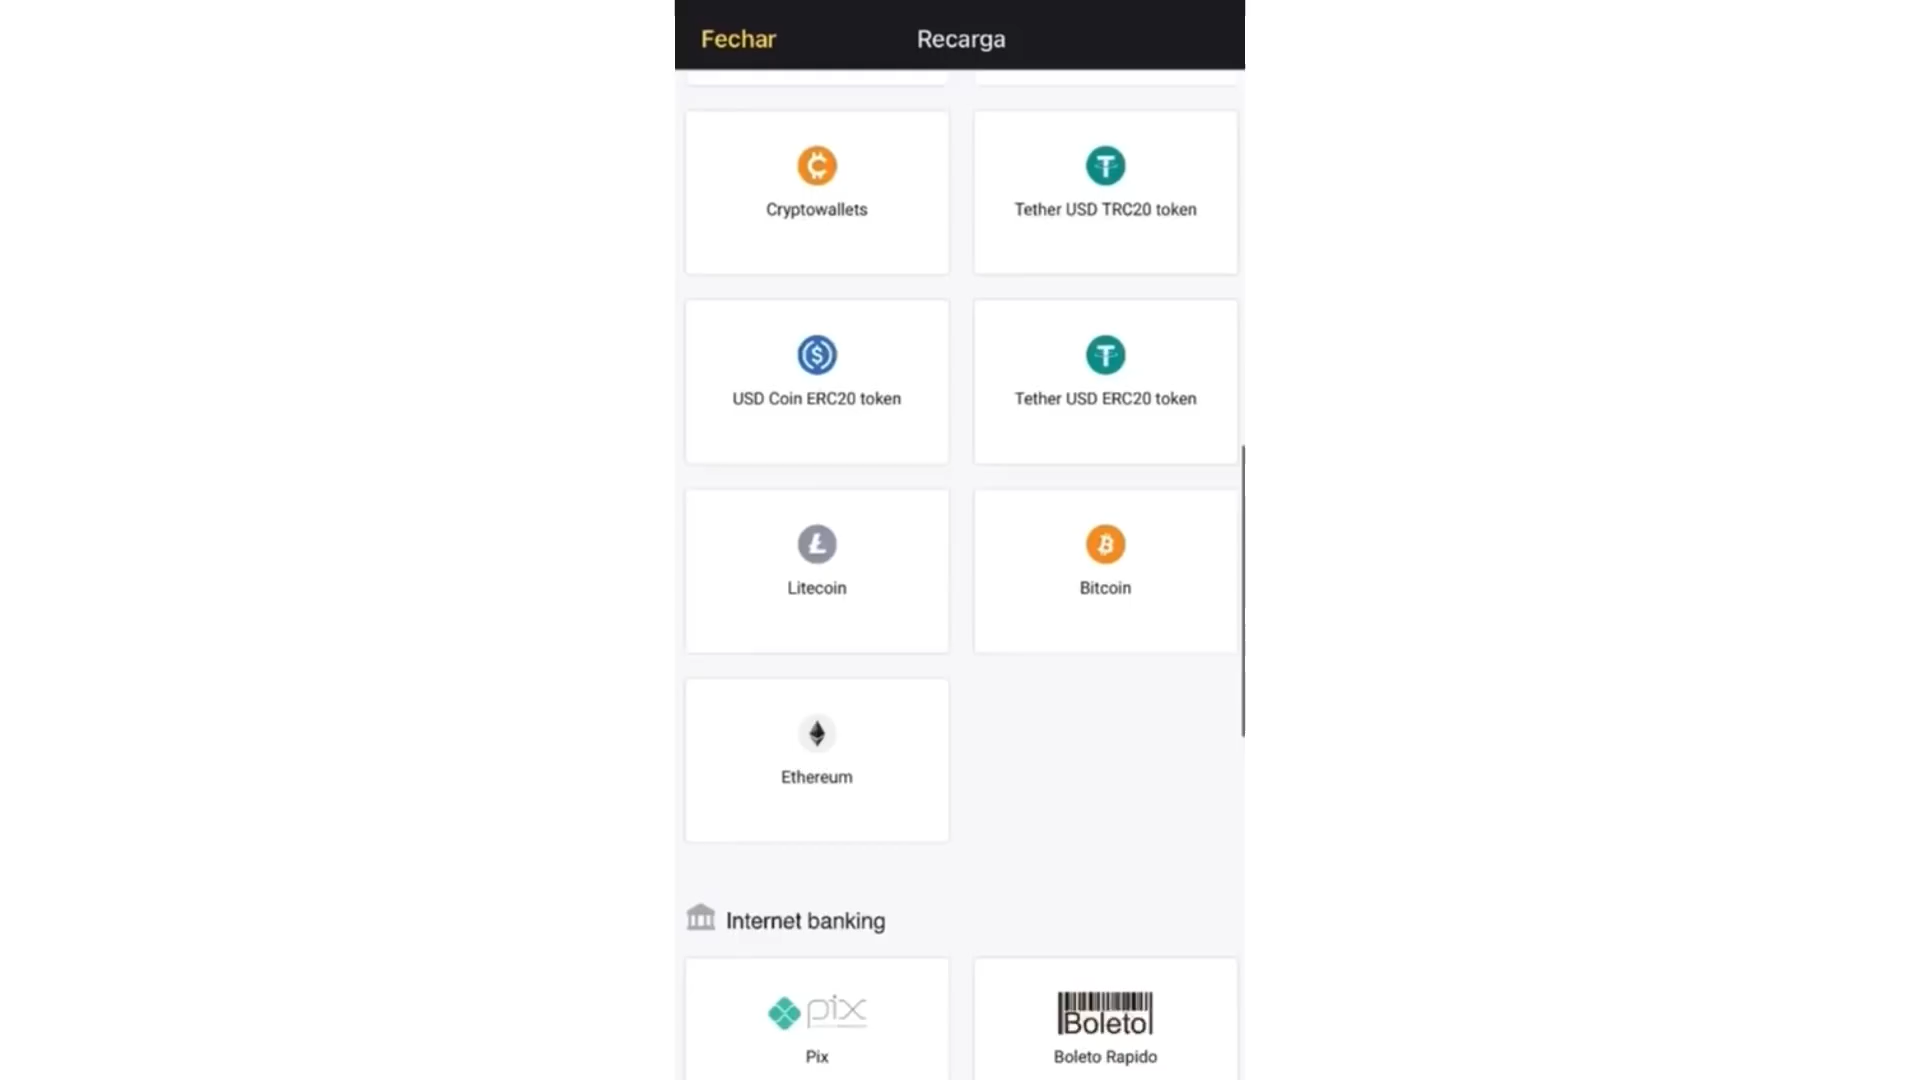 Fechar
Recarga
Cryptowallets
Tether USD TRC20 token
USD Coin ERC20 token
Tether USD ERC20 token
Litecoin
Bitcoin
Ethereum
Internet banking
pix
Boleto
Pix
Boleto Rapido